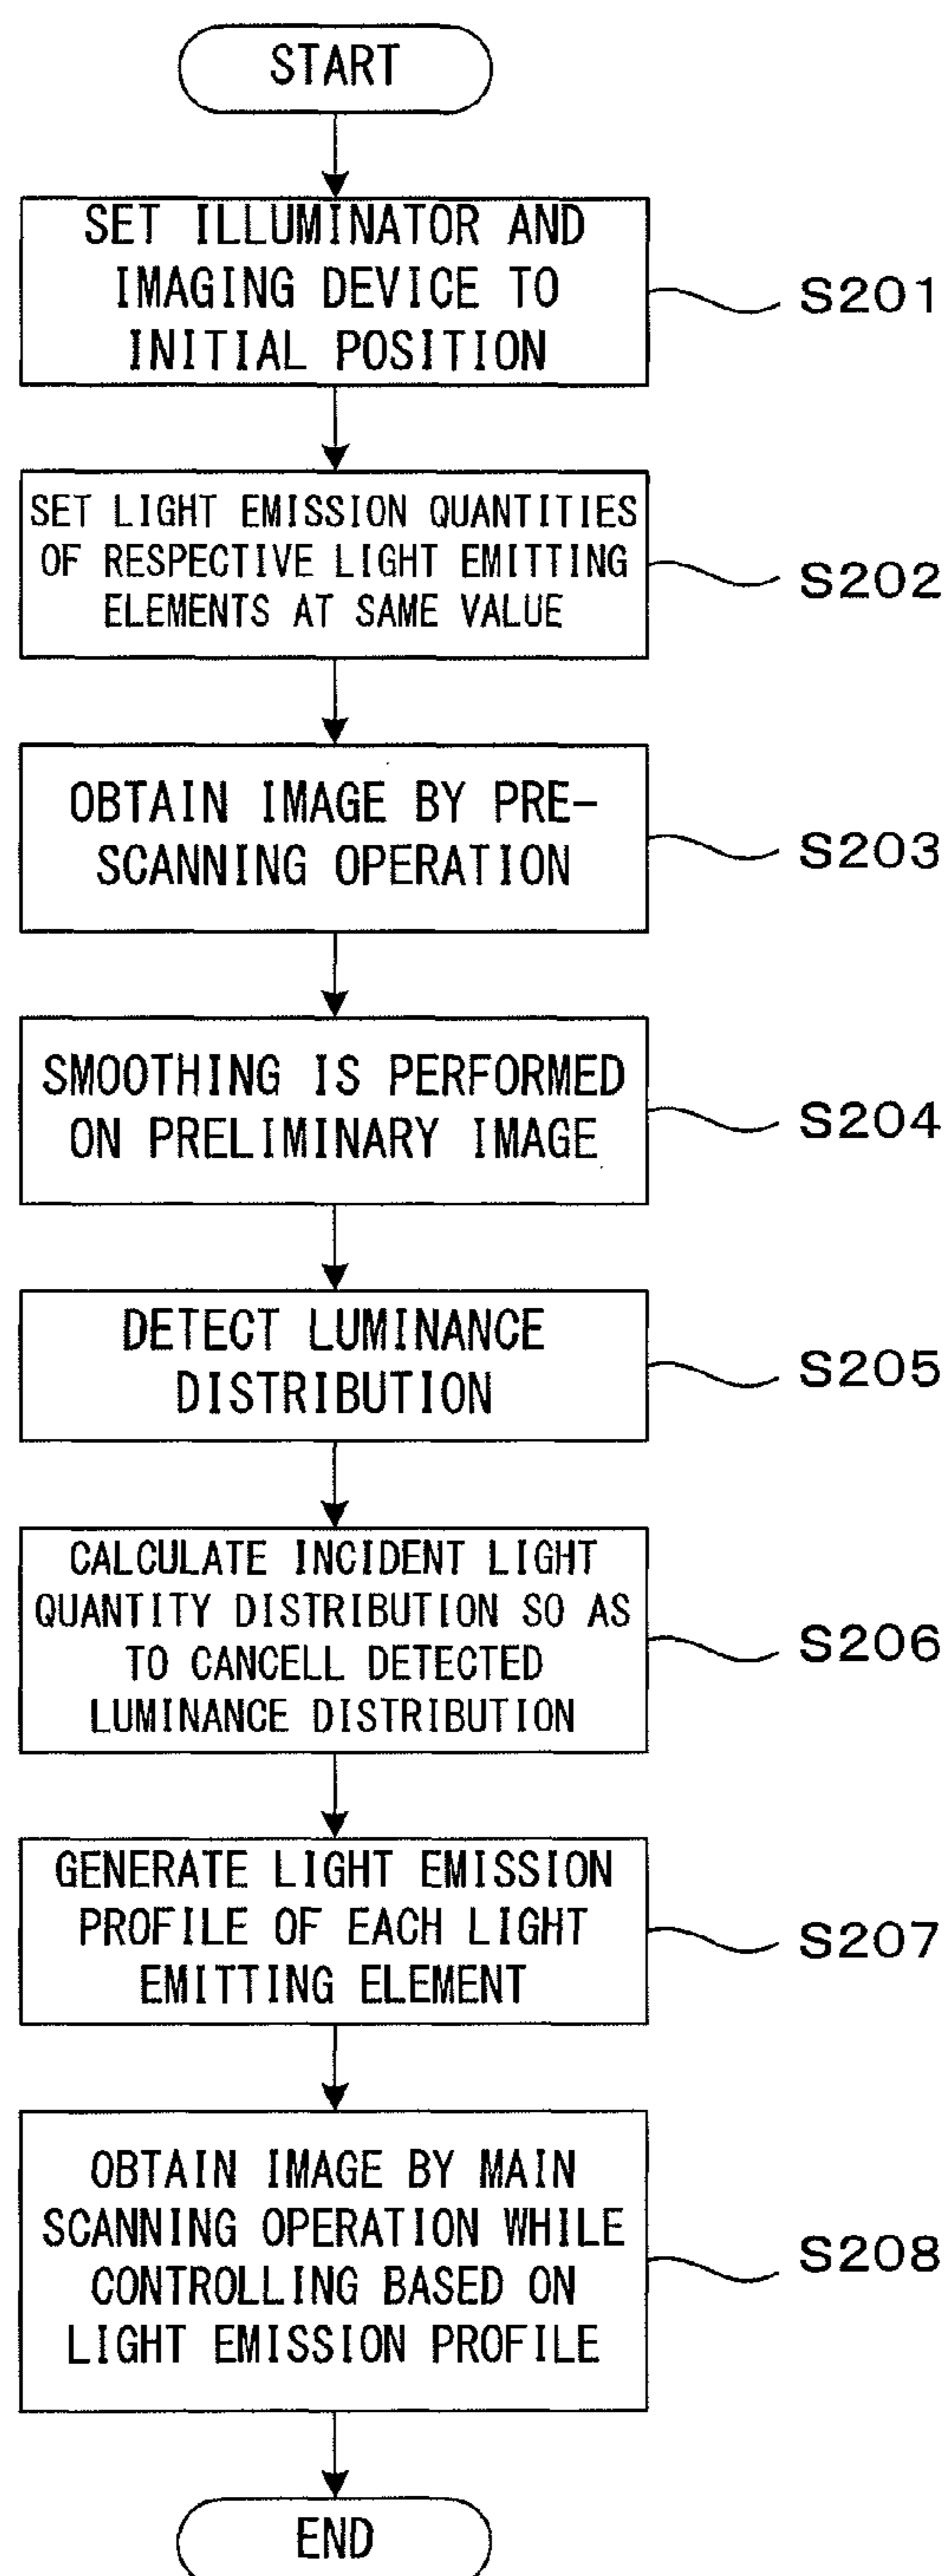 START
SET ILLUMINATOR AND
IMAGING DEVICE TO
INITIAL POSITION
S201
SET LIGHT EMISSION QUANTITIES
OF RESPECTIVE LIGHT EMITTING
ELEMENTS AT SAME VALUE
S202
OBTAIN IMAGE BY PRE-
SCANNING OPERATION
S203
SMOOTHING IS PERFORMED
ON PRELIMINARY IMAGE
S204
DETECT LUMINANCE
DISTRIBUTION
S205
CALCULATE INCIDENT LIGHT
QUANTITY DISTRIBUTION SO AS
TO CANCELL DETECTED
LUMINANCE DISTRIBUTION
S206
GENERATE LIGHT EMISSION
PROFILE OF EACH LIGHT
EMITTING ELEMENT
S207
OBTAIN IMAGE BY MAIN
SCANNING OPERATION WHILE
CONTROLLING BASED ON
LIGHT EMISSION PROFILE
S208
END